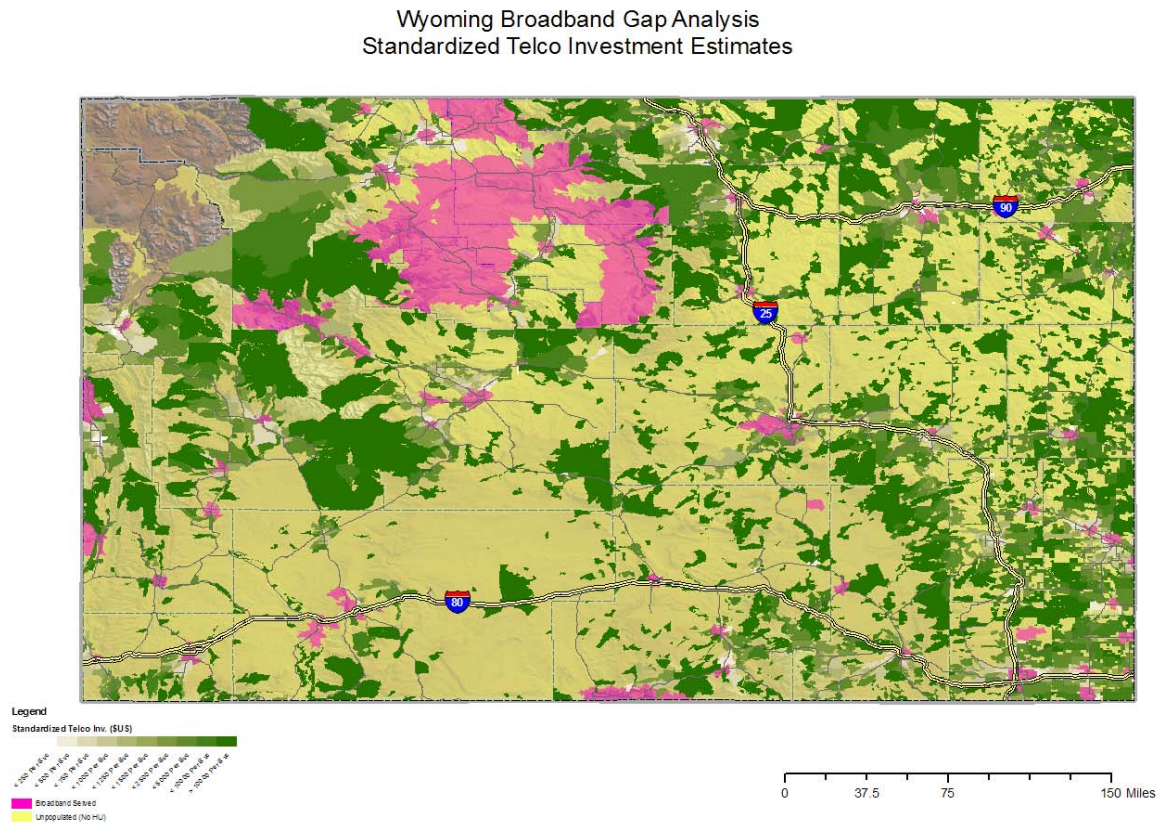 Wyoming Broadband Gap Analysis
Standardized Telco Investment Estimates
90
25
80
Legend
Standardized Telco Inv. ($US)
Broadband Served
Unpopulated (No HU)
0 37.5 75 150 Miles